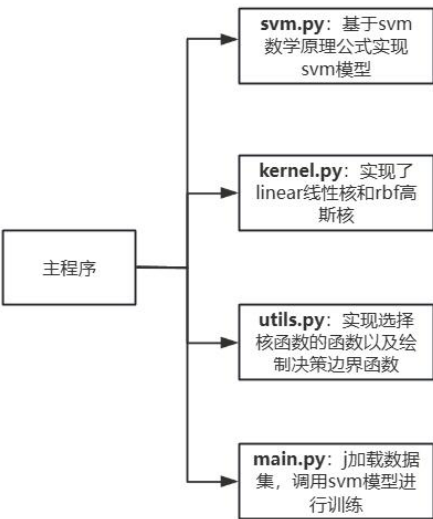 svm.py：基于svm
数学原理公式实现
svm模型
kernel.py：实现了
linear线性核和rbf高
斯核
主程序
utils.py：实现选择
核函数的函数以及绘
制决策边界函数
main.py：j加载数据
集，调用svm模型进
行训练